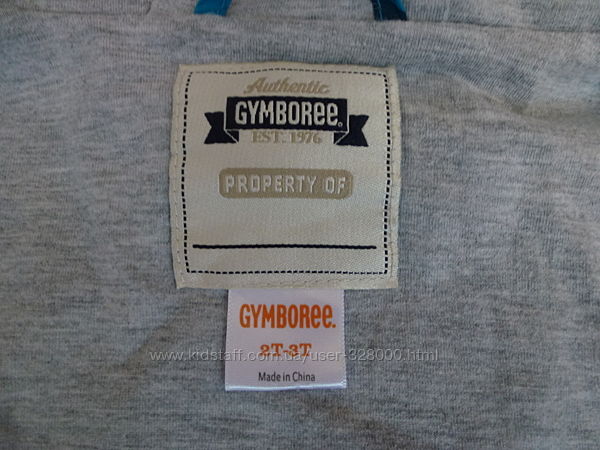 Authentic
GYMBOREE.
EST. 1976
PROPERTY OF
GYMBOREE.
2T-3T
www.kidstaff.com.ua/user-328000.html
Made in China